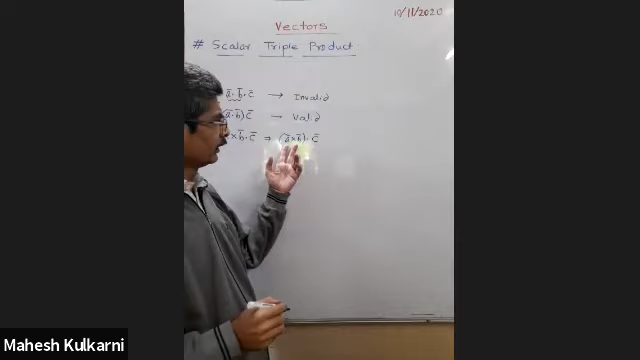 10/11/2020
Vectors
# Scalar Triple Product
ā · b̄ · c̄ → Invalid
(ā · b̄) c̄ → Valid
× b̄ · c̄ ⇒ (ā × b̄) · c̄
Mahesh Kulkarni